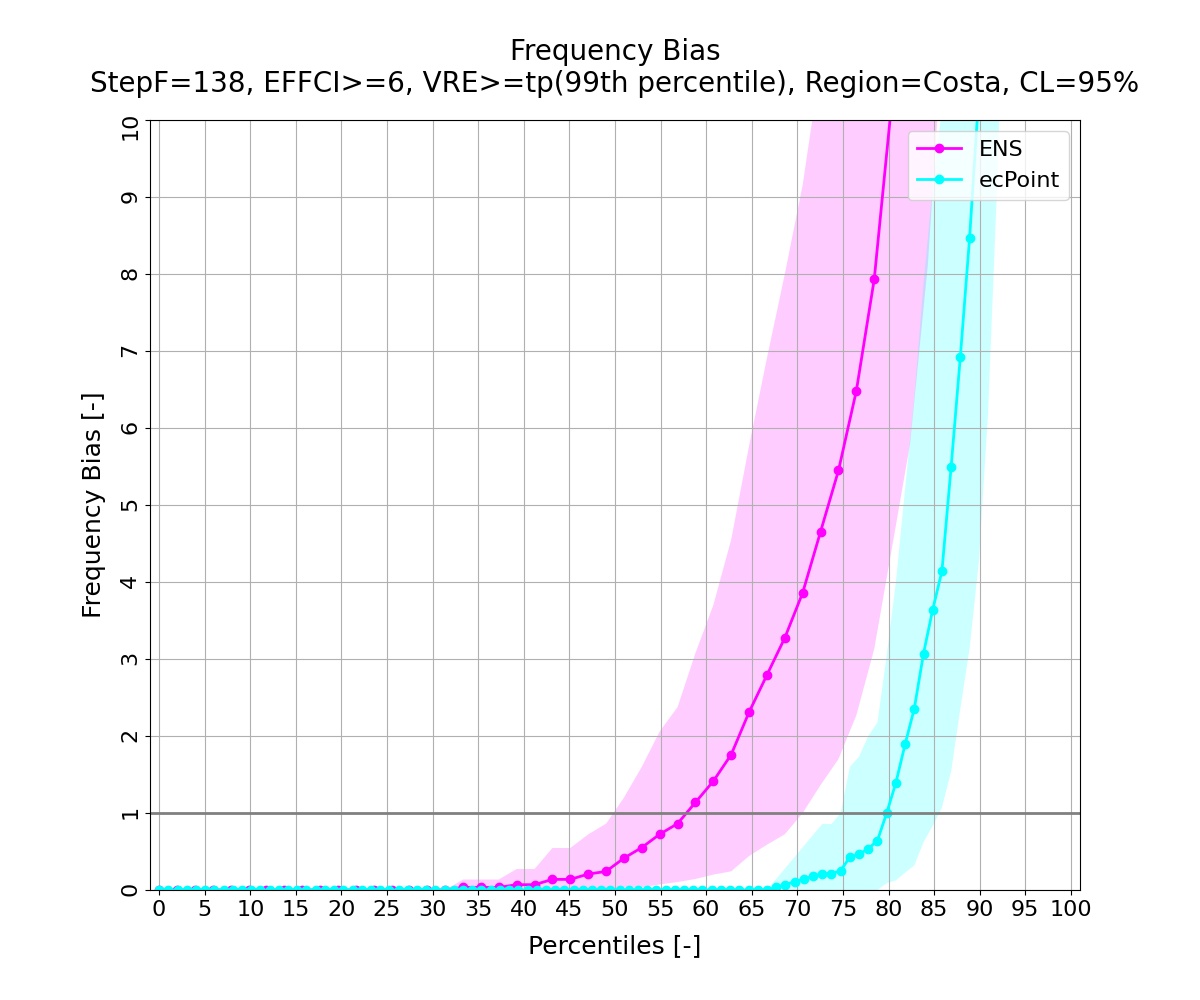 Frequency Bias
StepF=138, EFFCI>=6, VRE>=tp(99th percentile), Region=Costa, CL=95%
ENS
ecPoint
Frequency Bias [-]
10
9
8
7
6
5
4
3
2
1
0
0 5 10 15 20 25 30 35 40 45 50 55 60 65 70 75 80 85 90 95 100
Percentiles [-]